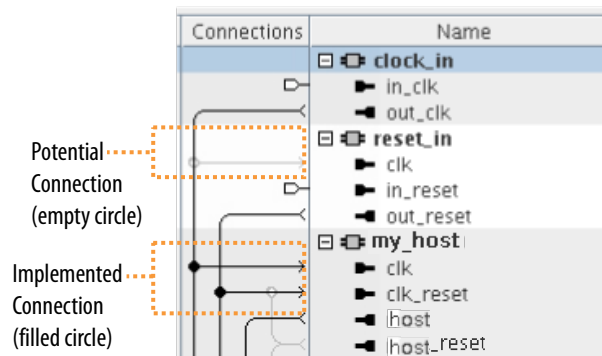 Connections Name
clock_in
in_clk
out_clk
reset_in
clk
in_reset
out_reset
my_host
clk
clk_reset
host
host_reset
Potential
Connection
(empty circle)
Implemented
Connection
(filled circle)